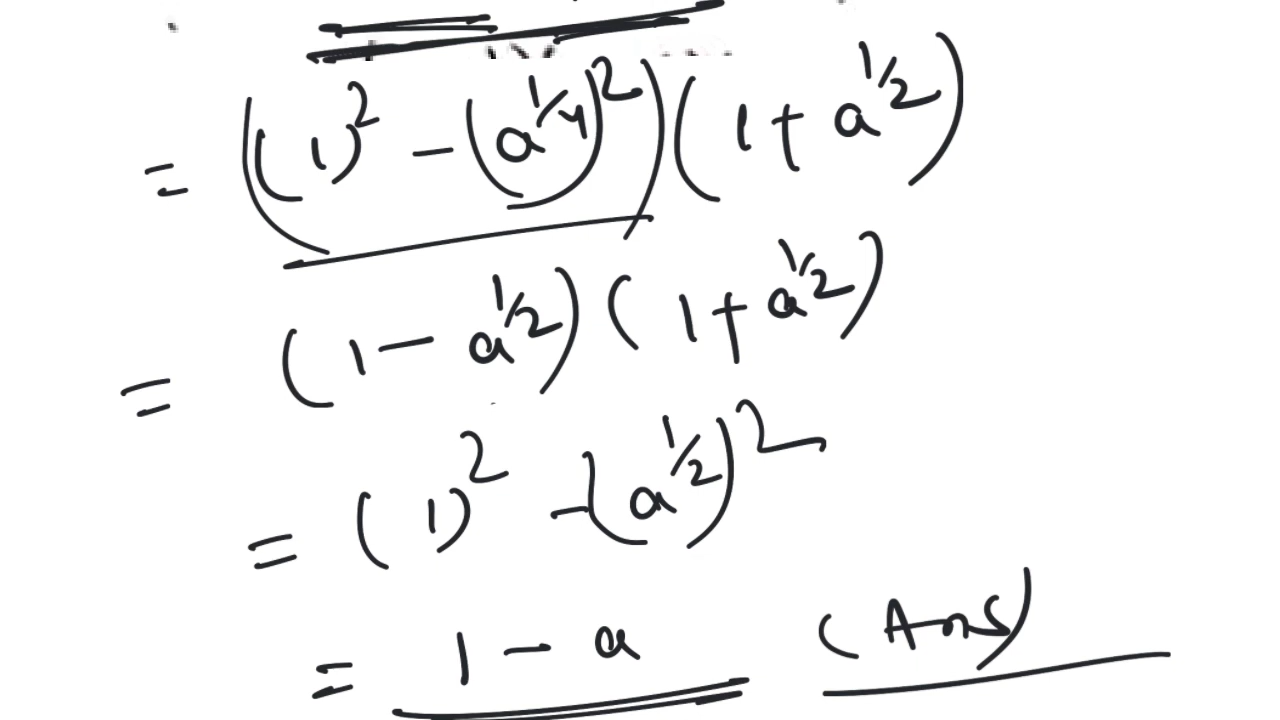 = ((1)² - (a^1/4)²)(1 + a^1/2)
= (1 - a^1/2)(1 + a^1/2)
= (1)² - (a^1/2)²
= 1 - a (Ans)